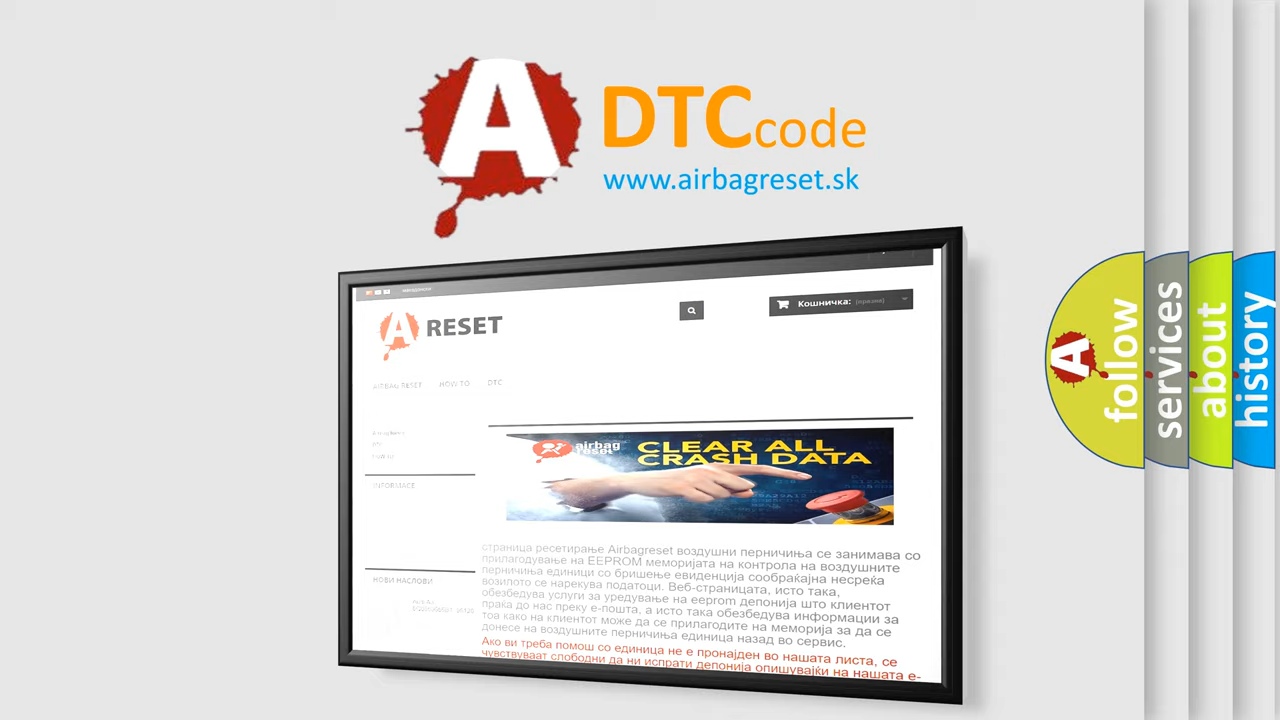 A DTC code
www.airbagreset.sk
Кошничка: (празна)
A RESET
AIRBAG RESET HOW TO DTC
airbag
reset
CLEAR ALL
CRASH DATA
INFORMACE
страница ресетирање Airbagreset воздушни перничиња се занимава со
прилагодување на EEPROM меморијата на контрола на воздушните
перничиња единици со бришење евиденција сообраќајна несреќа
возилото се нарекува податоци. Веб-страницата, исто така,
обезбедува услуги за уредување на eeprom депонија што клиентот
праќа до нас преку е-пошта, а исто така обезбедува информации за
тоа како на клиентот може да се прилагодите на меморија за да се
донесе на воздушните перничиња единица назад во сервис.
Ако ви треба помош со единица не е пронајден во нашата листа, се
чувствуваат слободни да ни испрати депонија опишувајќи на нашата е-
НОВИ НАСЛОВИ
A
follow
services
about
history